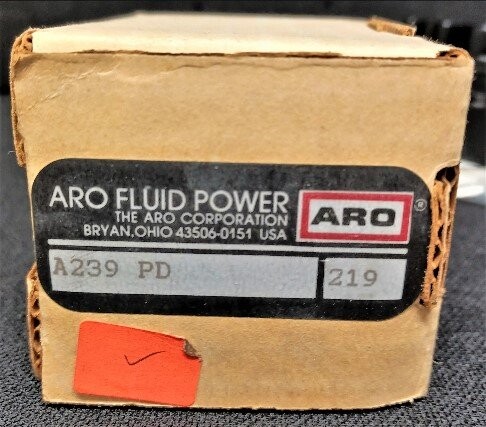 ARO FLUID POWER
THE ARO CORPORATION
BRYAN, OHIO 43506-0151 USA
ARO ®
A239 PD
219